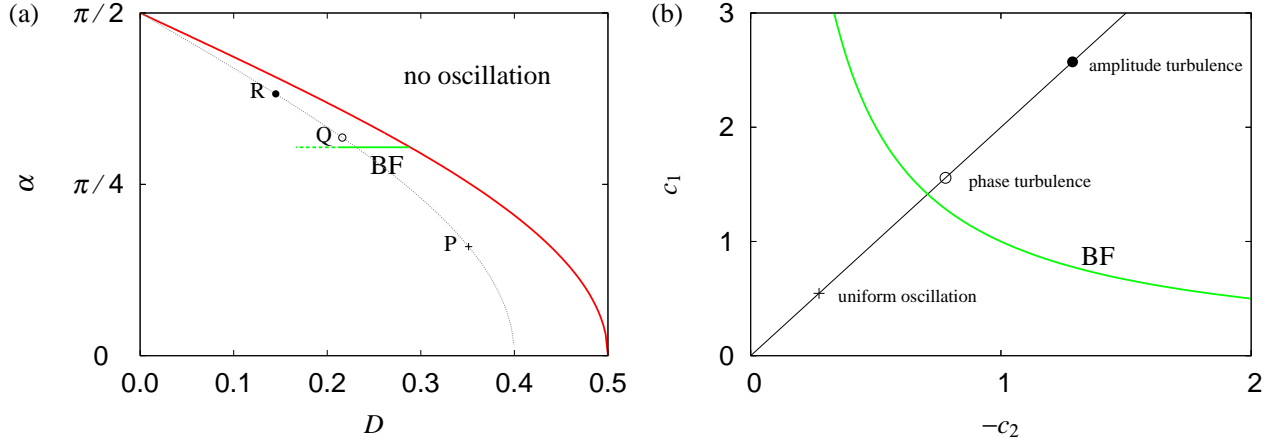 (a)
π/2
π/4
0
α
0.0 0.1 0.2 0.3 0.4 0.5
D
no oscillation
R
Q
BF
P
(b)
3
2
1
0
c1
0 1 2
−c2
amplitude turbulence
phase turbulence
BF
uniform oscillation